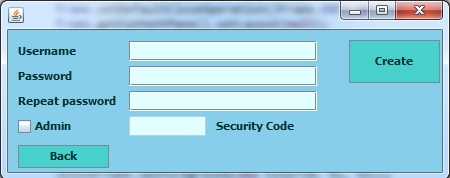 Username
Create
Password
Repeat password
Admin
Security Code
Back